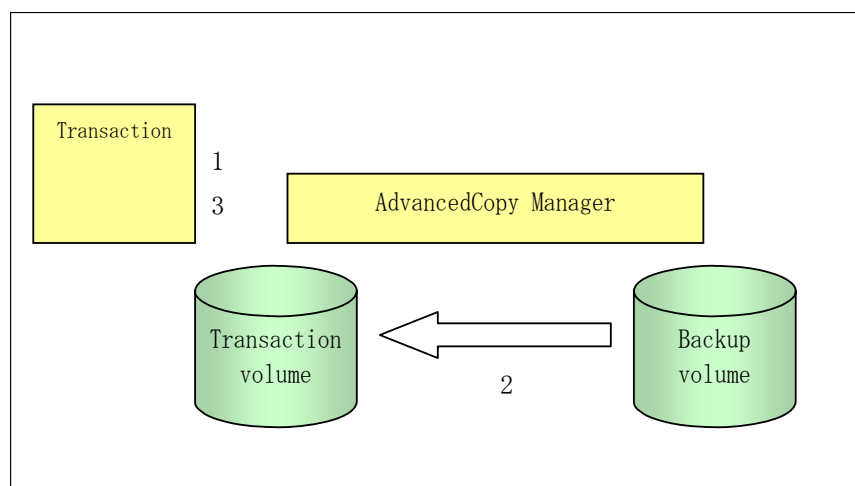 Transaction
1
3
AdvancedCopy Manager
Transaction
volume
2
Backup
volume